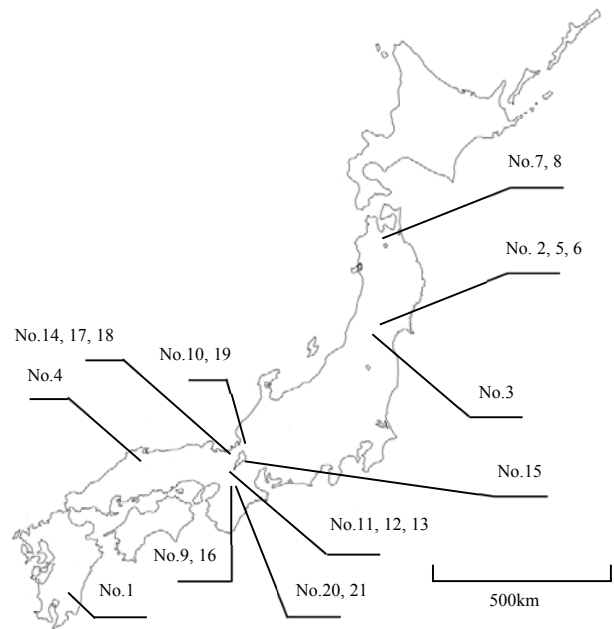 No.7, 8
No. 2, 5, 6
No.14, 17, 18
No.10, 19
No.4
No.3
No.15
No.11, 12, 13
No.9, 16
No.1
No.20, 21
500km